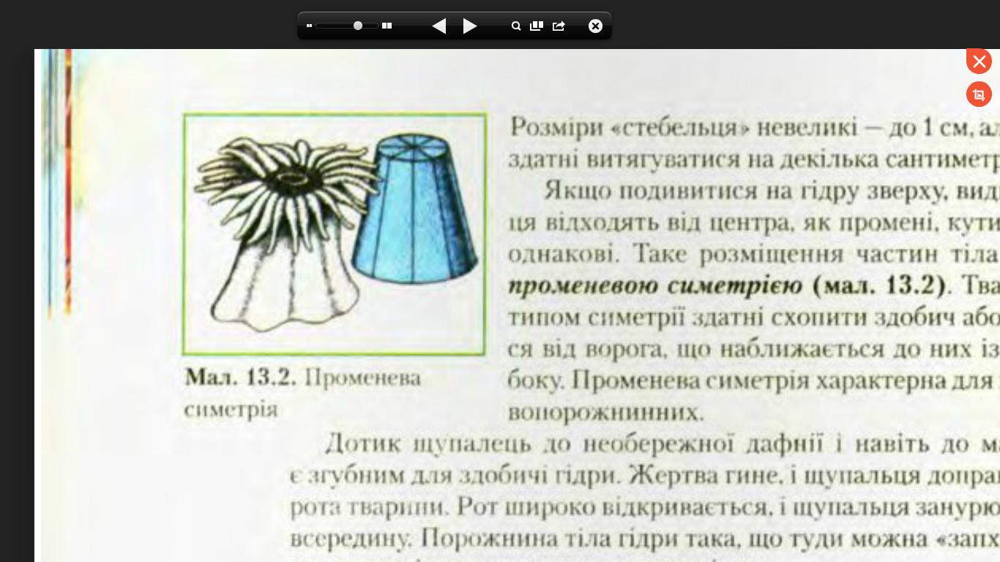 Розміри «стебельця» невеликі — до 1 см, ал
здатні витягуватися на декілька сантиметр
Якщо подивитися на гідру зверху, вид
ця відходять від центра, як промені, кути
однакові. Таке розміщення частин тіла
променевою симетрією (мал. 13.2). Тва
типом симетрії здатні схопити здобич або
ся від ворога, що наближається до них із
боку. Променева симетрія характерна для
вопорожнинних.
Мал. 13.2. Променева
симетрія
Дотик щупалець до необережної дафнії і навіть до м
є згубним для здобичі гідри. Жертва гине, і щупальця допра
рота тварини. Рот широко відкривається, і щупальця занурю
всередину. Порожнина тіла гідри така, що туди можна «запх